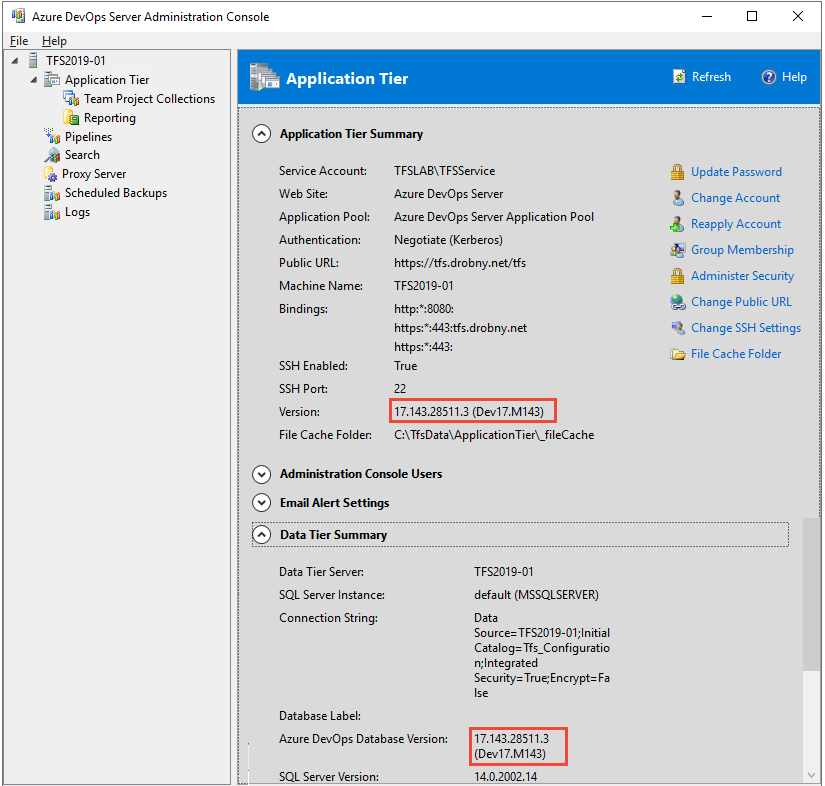 Azure DevOps Server Administration Console
File Help
TFS2019-01
Application Tier
Team Project Collections
Reporting
Pipelines
Search
Proxy Server
Scheduled Backups
Logs
Application Tier
Refresh
Help
Application Tier Summary
Service Account: TFSLAB\TFSService
Web Site: Azure DevOps Server
Application Pool: Azure DevOps Server Application Pool
Authentication: Negotiate (Kerberos)
Public URL: https://tfs.drobny.net/tfs
Machine Name: TFS2019-01
Bindings: http:*:8080:
https:*:443:tfs.drobny.net
https:*:443:
SSH Enabled: True
SSH Port: 22
Version: 17.143.28511.3 (Dev17.M143)
File Cache Folder: C:\TfsData\ApplicationTier\_fileCache
Update Password
Change Account
Reapply Account
Group Membership
Administer Security
Change Public URL
Change SSH Settings
File Cache Folder
Administration Console Users
Email Alert Settings
Data Tier Summary
Data Tier Server: TFS2019-01
SQL Server Instance: default (MSSQLSERVER)
Connection String: Data
Source=TFS2019-01;Initial
Catalog=Tfs_Configuratio
n;Integrated
Security=True;Encrypt=Fa
lse
Database Label:
Azure DevOps Database Version: 17.143.28511.3
(Dev17.M143)
SQL Server Version: 14.0.2002.14